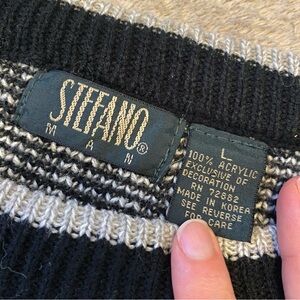 STEFANO®
MAN
L
100% ACRYLIC
EXCLUSIVE OF
DECORATION
RN 72882
MADE IN KOREA
SEE REVERSE
FOR CARE